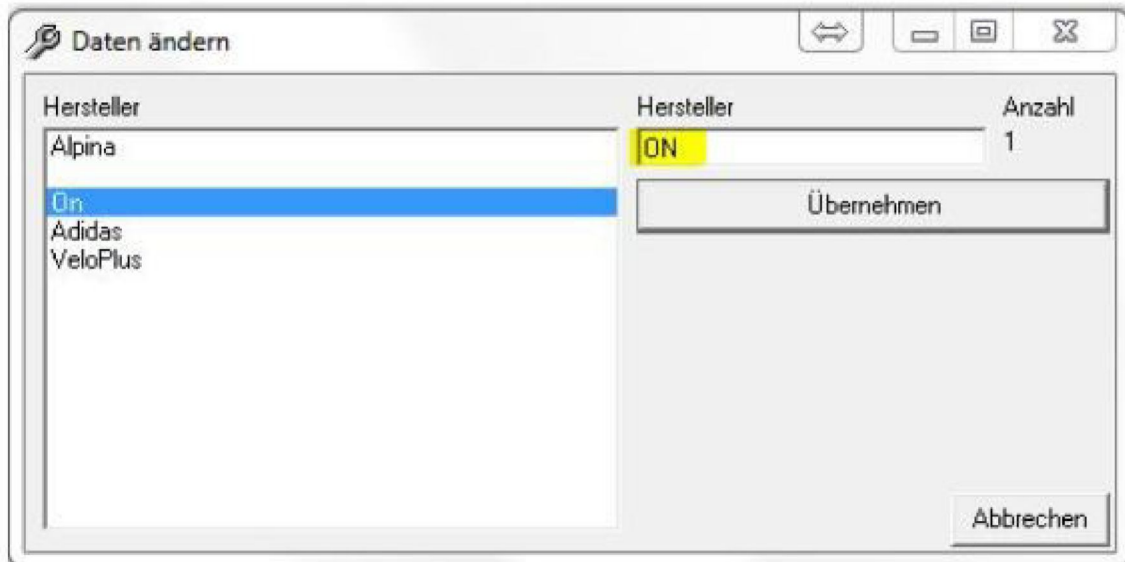 Daten ändern
Hersteller
Alpina
On
Adidas
VeloPlus
Hersteller
Anzahl
ON
1
Übernehmen
Abbrechen